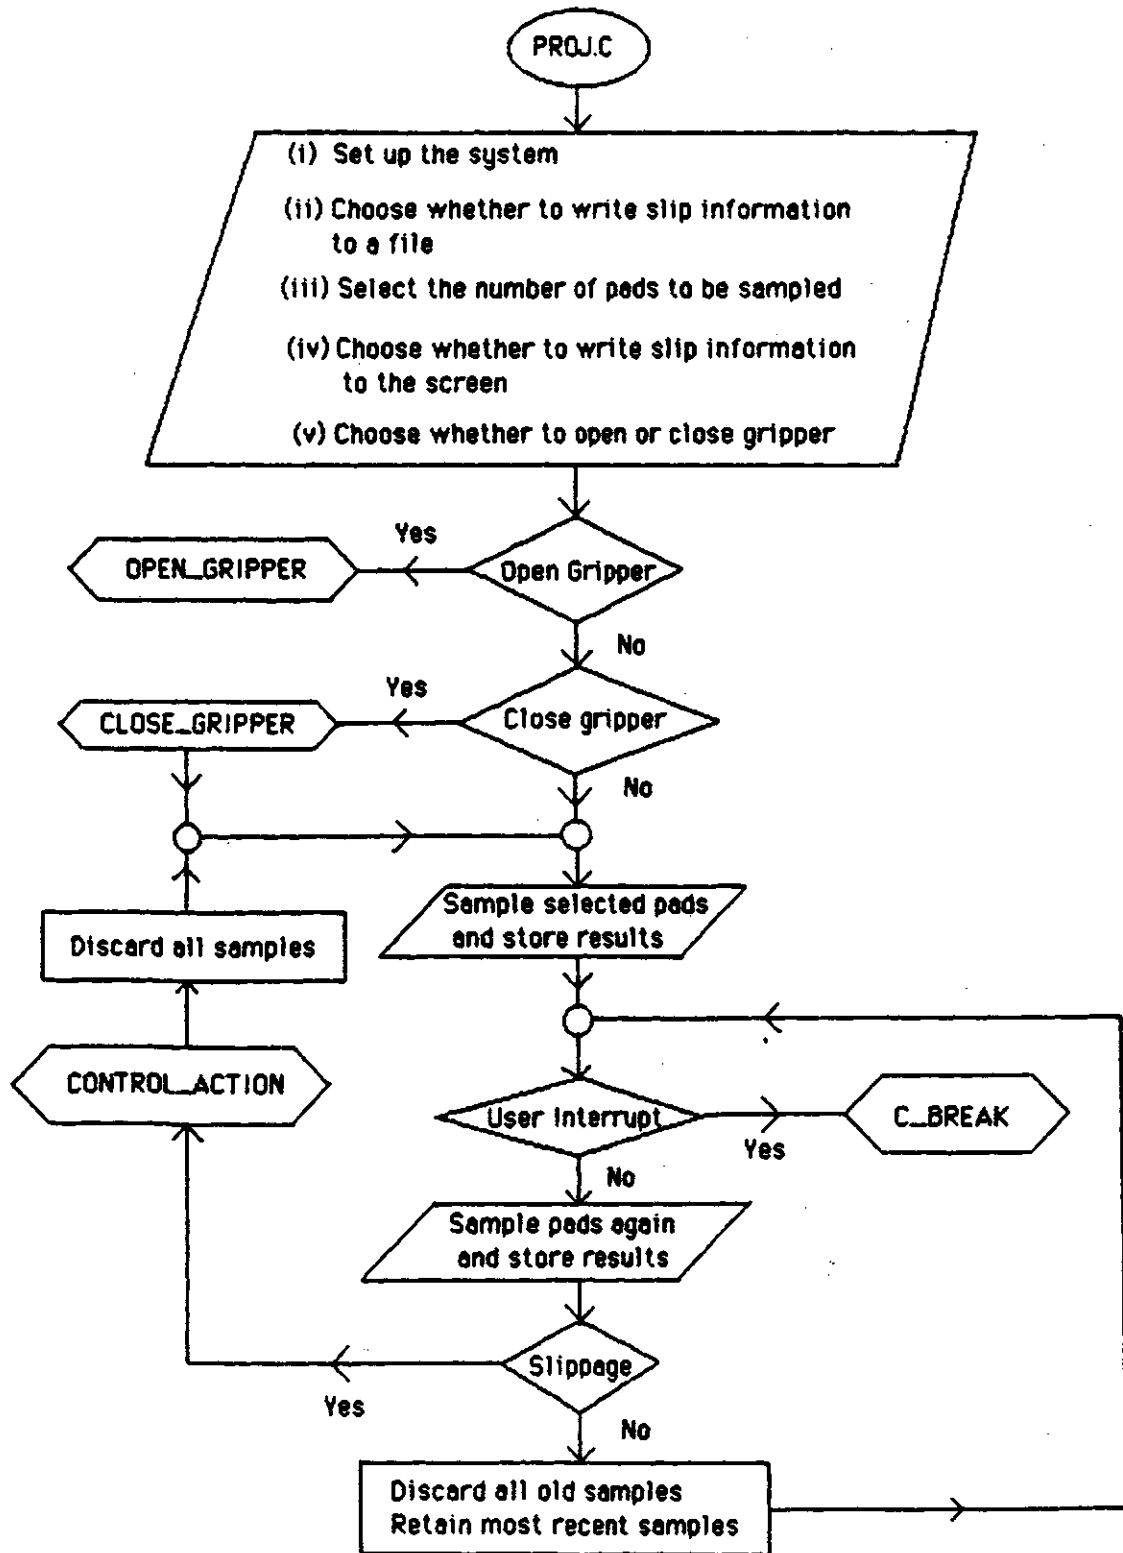 PROJ.C
(i) Set up the system
(ii) Choose whether to write slip information
to a file
(iii) Select the number of pads to be sampled
(iv) Choose whether to write slip information
to the screen
(v) Choose whether to open or close gripper
Yes
OPEN_GRIPPER
Open Gripper
No
Yes
CLOSE_GRIPPER
Close gripper
No
Sample selected pads
and store results
Discard all samples
CONTROL_ACTION
User Interrupt
C_BREAK
Yes
No
Sample pads again
and store results
Slippage
Yes
No
Discard all old samples
Retain most recent samples